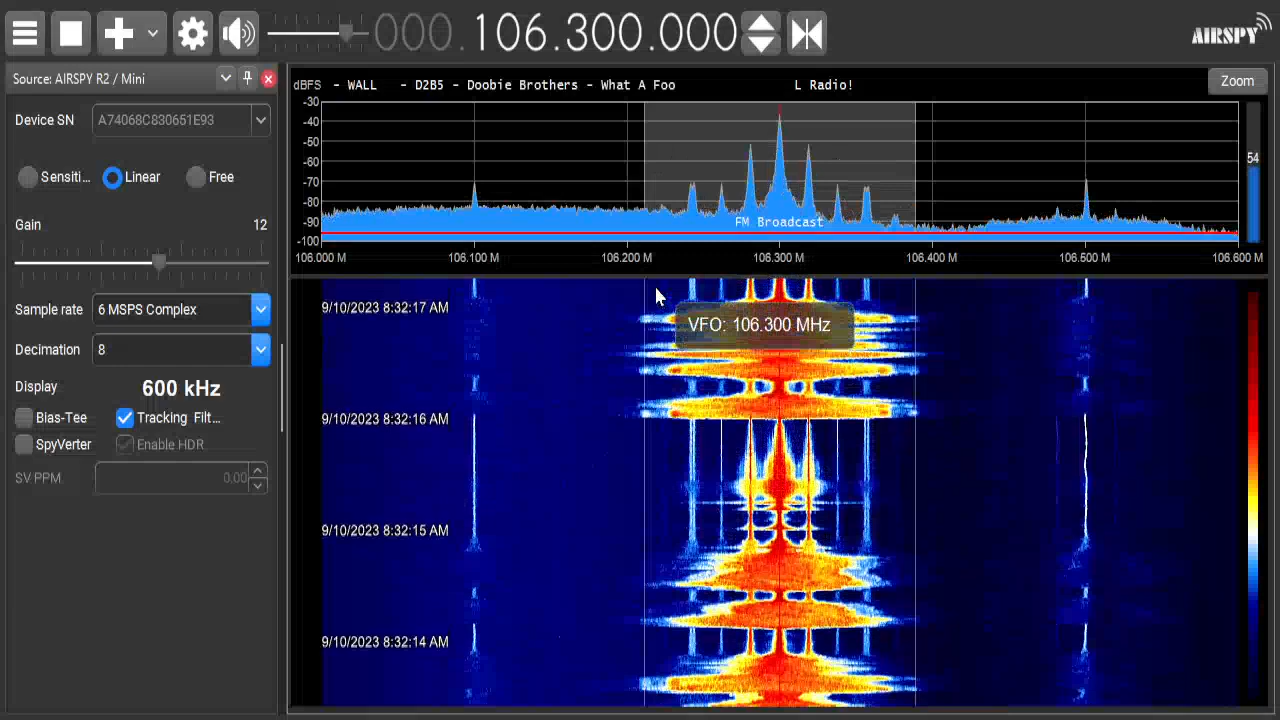 000.106.300.000
AIRSPY
Source: AIRSPY R2 / Mini
Device SN A74068C830651E93
Sensiti... Linear Free
Gain 12
Sample rate 6 MSPS Complex
Decimation 8
Display 600 kHz
Bias-Tee Tracking Filt...
SpyVerter Enable HDR
SV PPM 0.00
dBFS - WALL - D2B5 - Doobie Brothers - What A Foo L Radio!
Zoom
-30
-40
-50
-60
-70
-80
-90
-100
54
FM Broadcast
106.000 M 106.100 M 106.200 M 106.300 M 106.400 M 106.500 M 106.600 M
9/10/2023 8:32:17 AM
VFO: 106.300 MHz
9/10/2023 8:32:16 AM
9/10/2023 8:32:15 AM
9/10/2023 8:32:14 AM